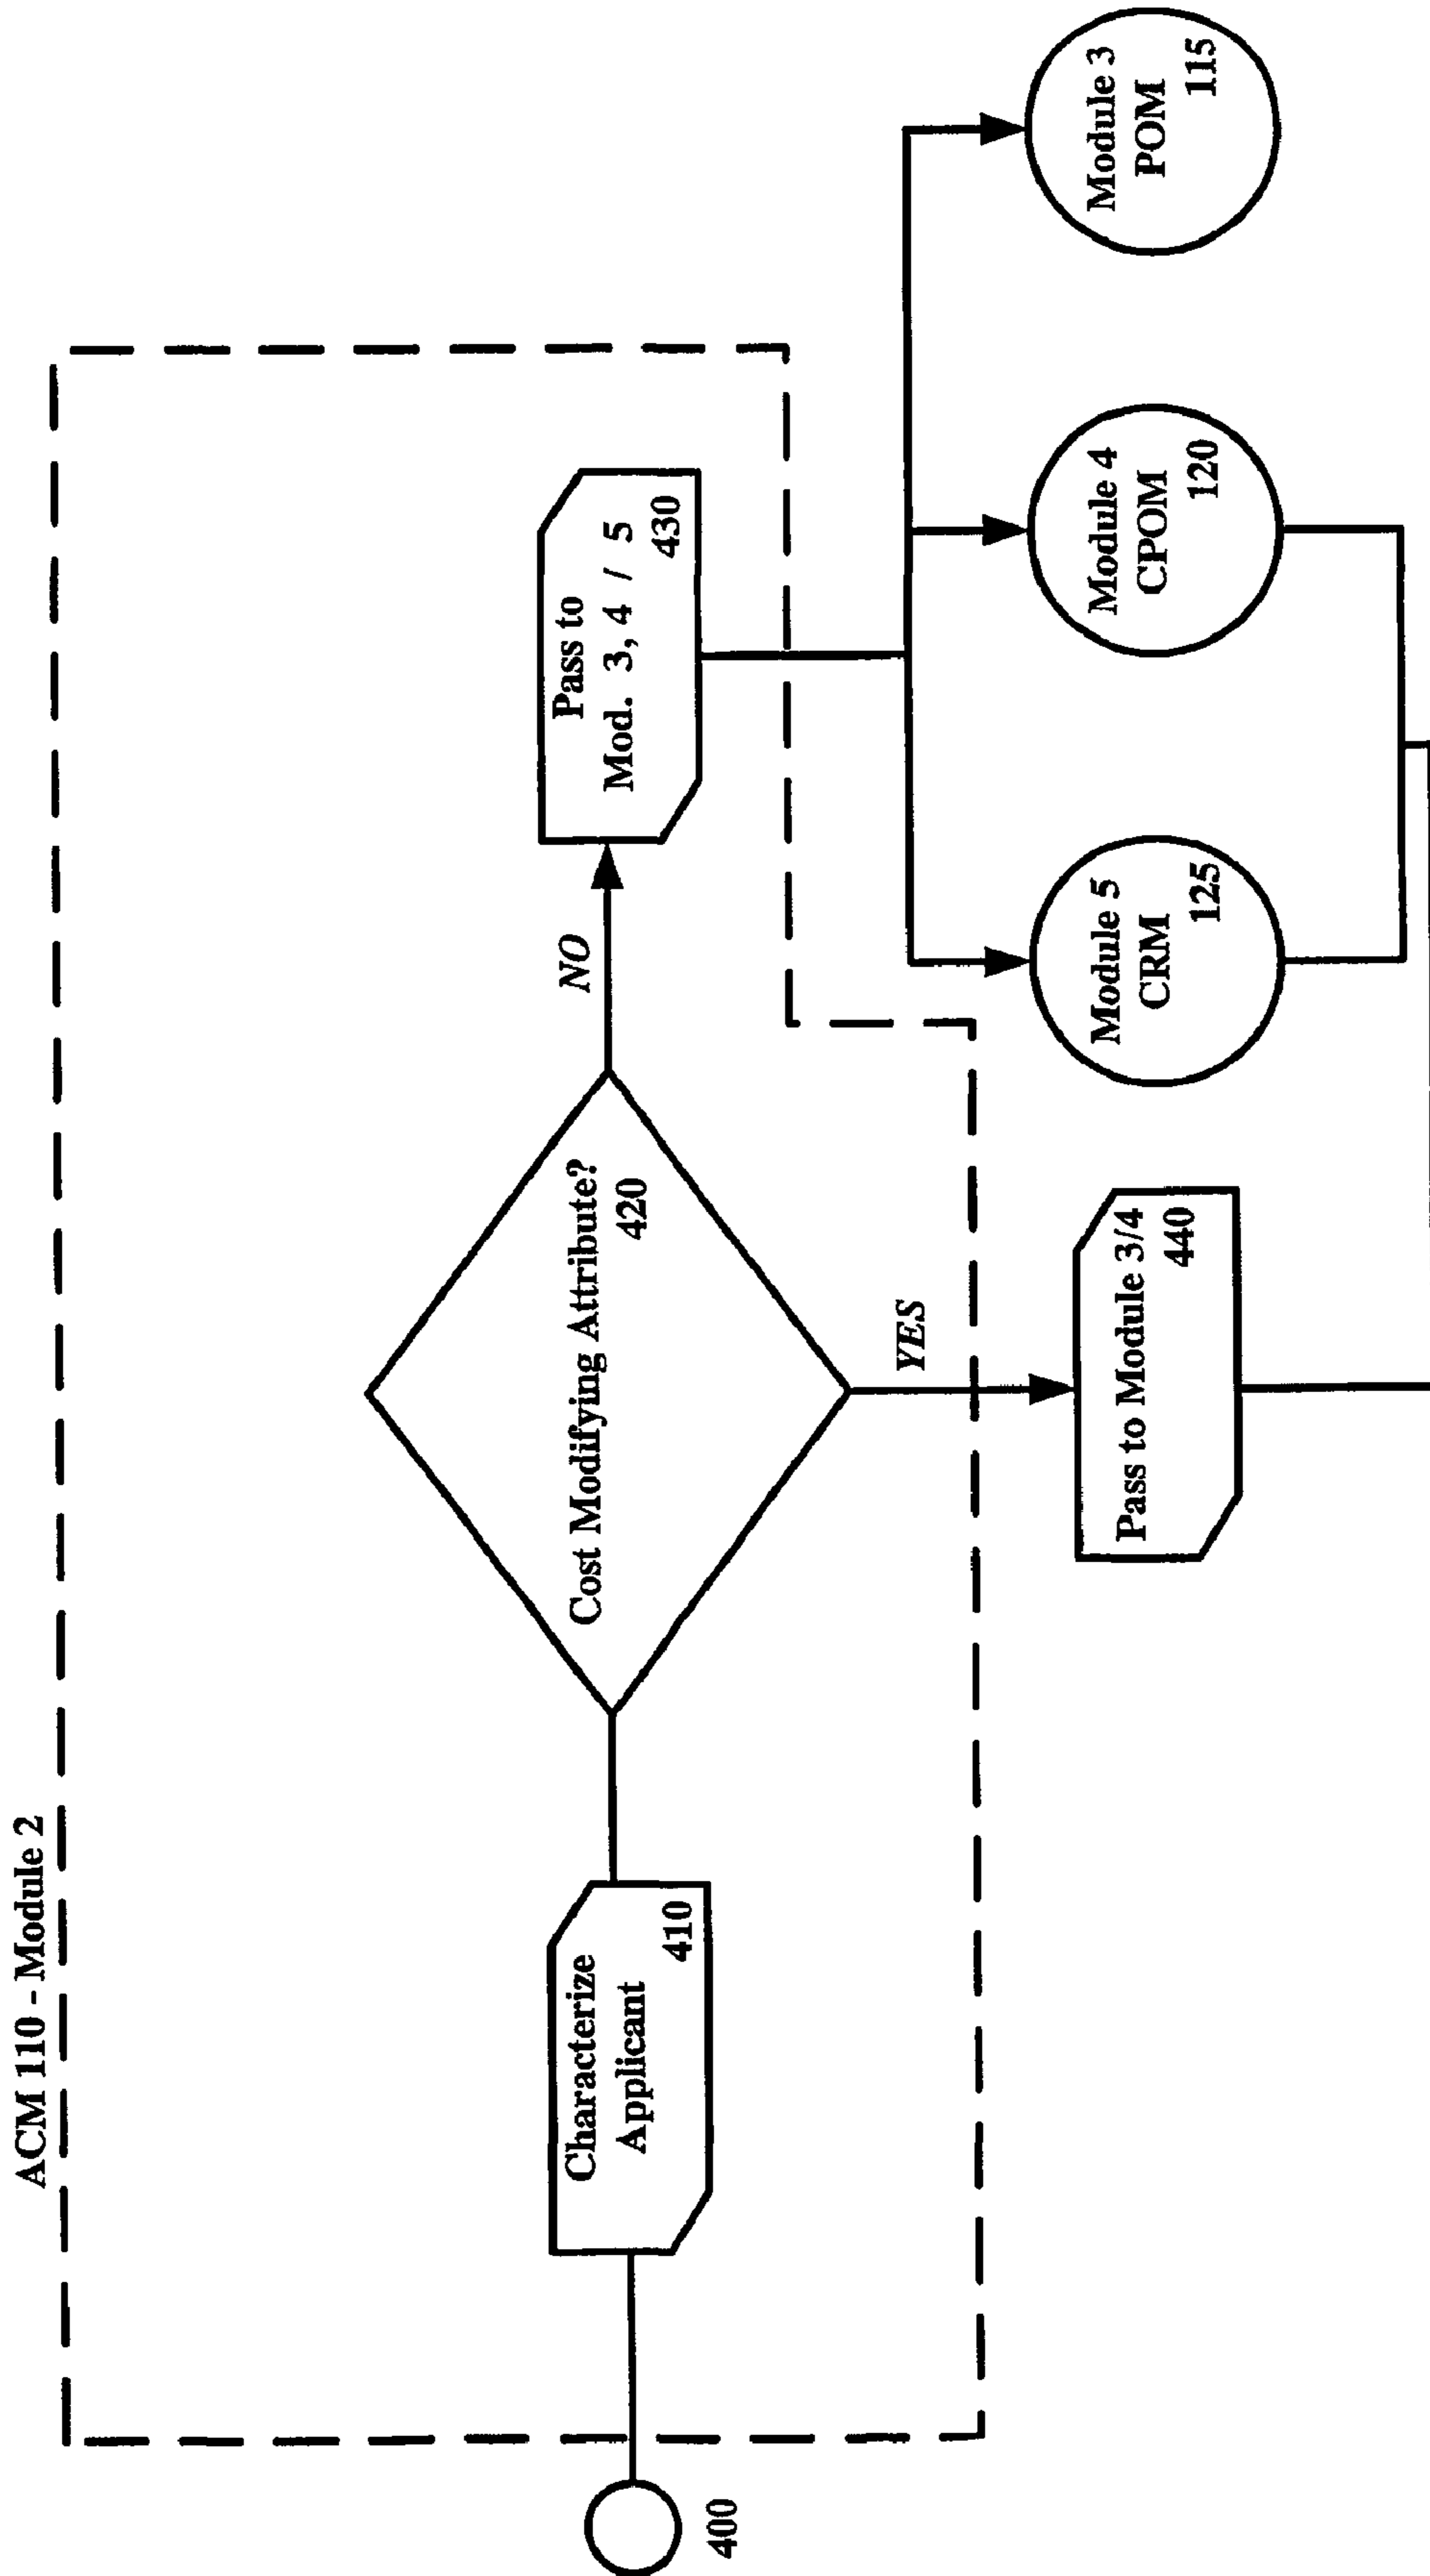 ACM 110 - Module 2
400
Characterize
Applicant
410
Cost Modifying Attribute?
420
NO
Pass to
Mod. 3, 4 / 5
430
YES
Pass to Module 3/4
440
Module 5
CRM
125
Module 4
CPOM
120
Module 3
POM
115